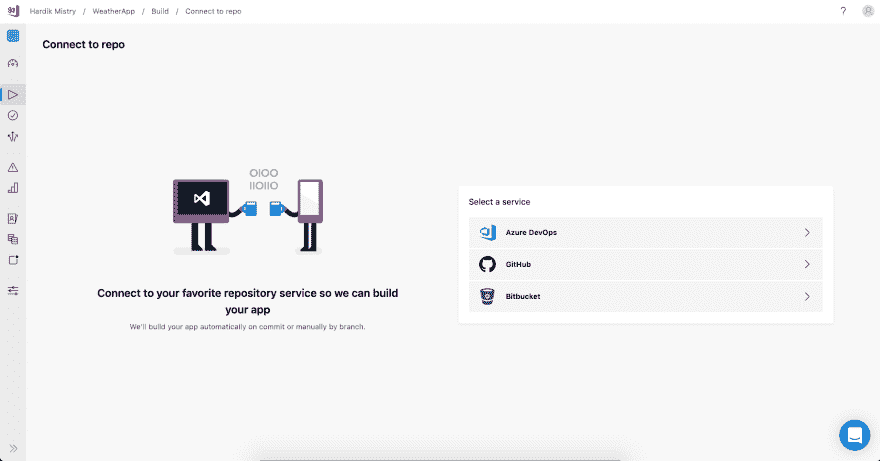 Hardik Mistry / WeatherApp / Build / Connect to repo ?
Connect to repo
OIOO
IIOIIO
Select a service
Azure DevOps
GitHub
Bitbucket
Connect to your favorite repository service so we can build
your app
We'll build your app automatically on commit or manually by branch.